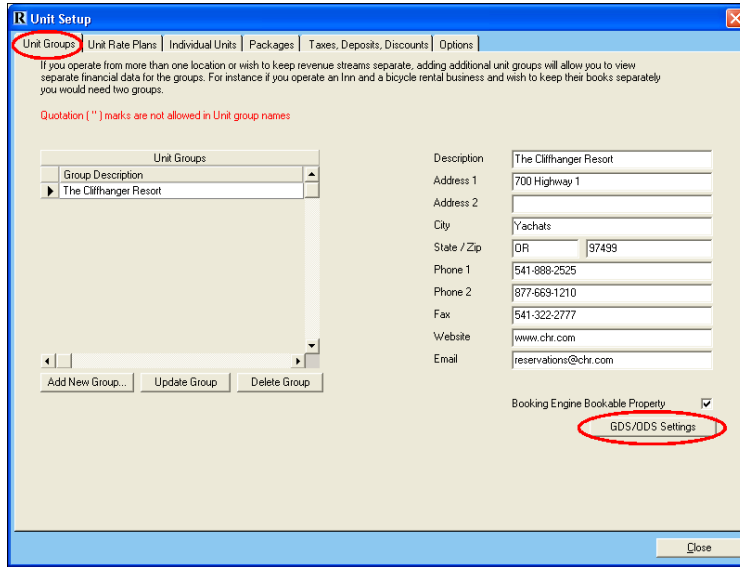 R Unit Setup
Unit Groups Unit Rate Plans Individual Units Packages Taxes, Deposits, Discounts Options
If you operate from more than one location or wish to keep revenue streams separate, adding additional unit groups will allow you to view
separate financial data for the groups. For instance if you operate an Inn and a bicycle rental business and wish to keep their books separately
you would need two groups.
Quotation ( " ) marks are not allowed in Unit group names
Unit Groups
Group Description
The Cliffhanger Resort
Add New Group... Update Group Delete Group
Description The Cliffhanger Resort
Address 1 700 Highway 1
Address 2
City Yachats
State / Zip OR 97499
Phone 1 541-888-2525
Phone 2 877-669-1210
Fax 541-322-2777
Website www.chr.com
Email reservations@chr.com
Booking Engine Bookable Property
GDS/ODS Settings
Close